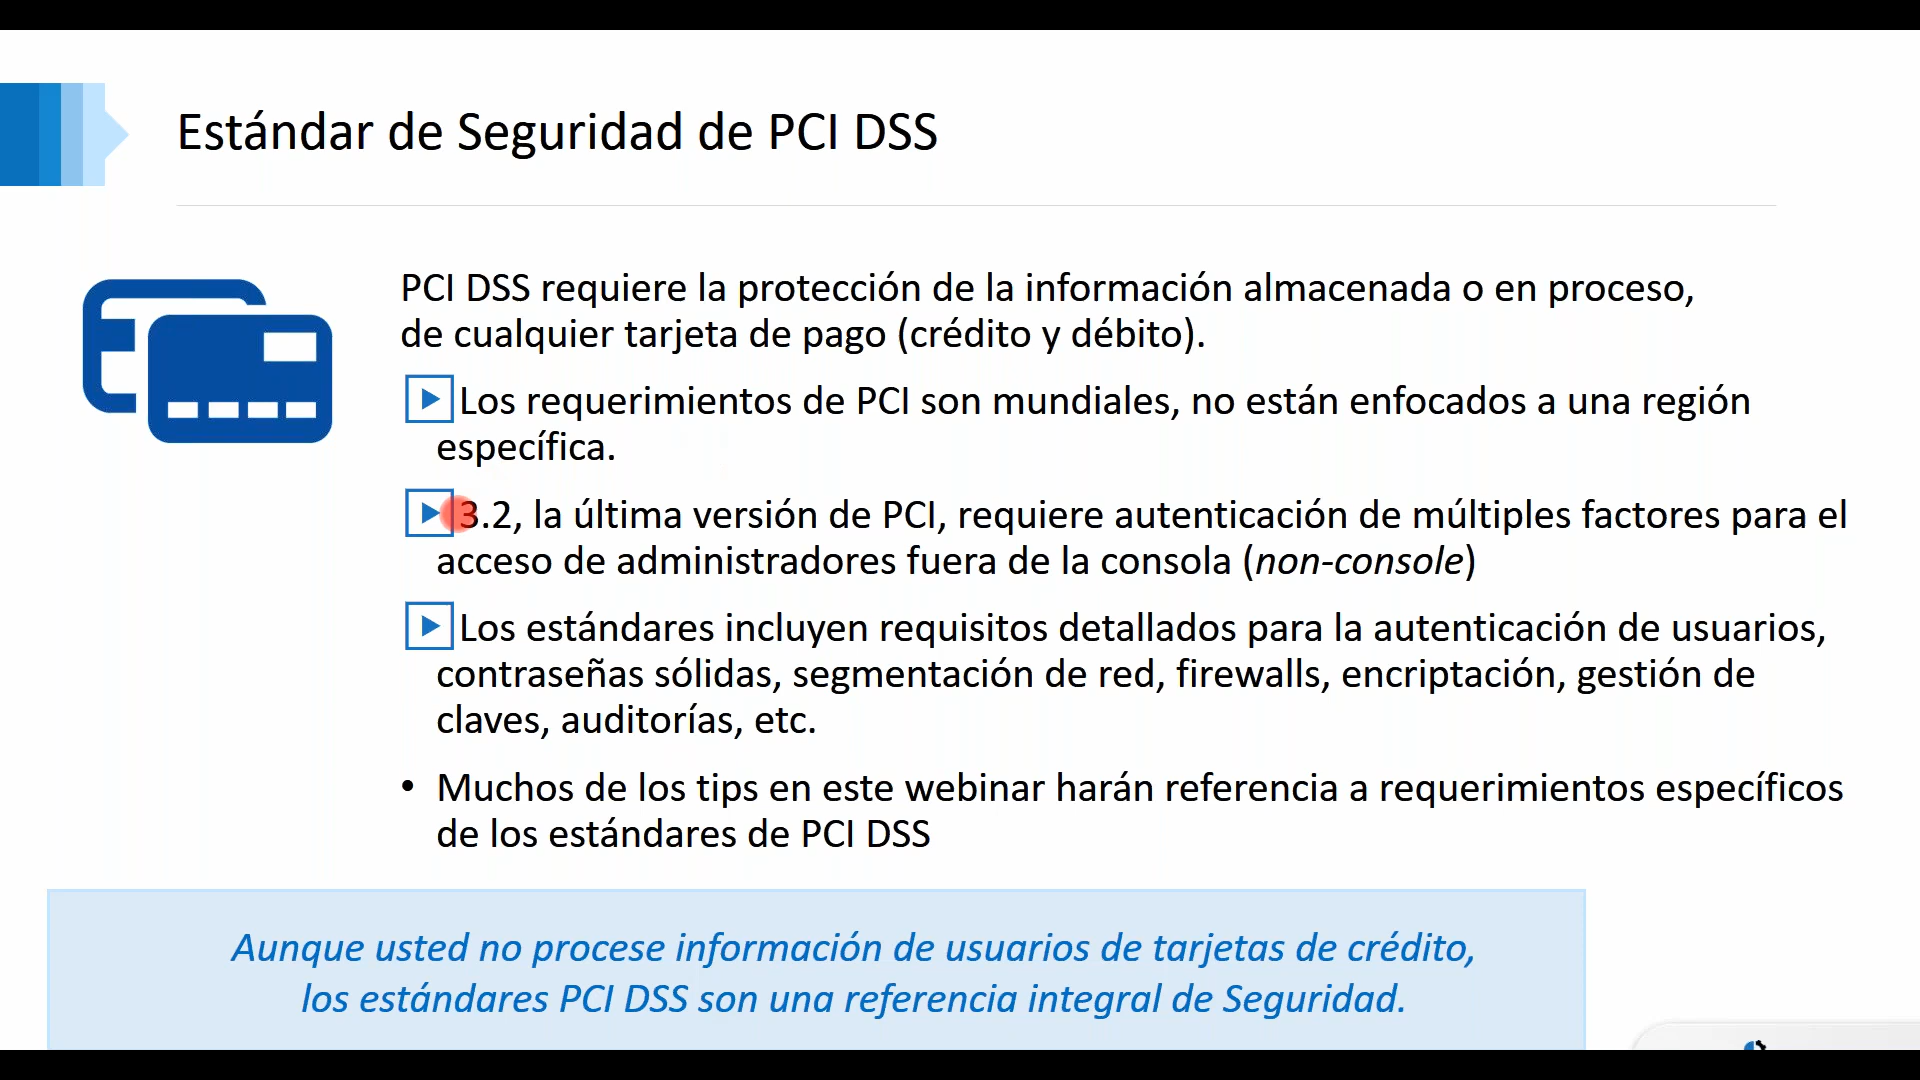 Estándar de Seguridad de PCI DSS
PCI DSS requiere la protección de la información almacenada o en proceso,
de cualquier tarjeta de pago (crédito y débito).
Los requerimientos de PCI son mundiales, no están enfocados a una región
específica.
3.2, la última versión de PCI, requiere autenticación de múltiples factores para el
acceso de administradores fuera de la consola (non-console)
Los estándares incluyen requisitos detallados para la autenticación de usuarios,
contraseñas sólidas, segmentación de red, firewalls, encriptación, gestión de
claves, auditorías, etc.
• Muchos de los tips en este webinar harán referencia a requerimientos específicos
de los estándares de PCI DSS
Aunque usted no procese información de usuarios de tarjetas de crédito,
los estándares PCI DSS son una referencia integral de Seguridad.